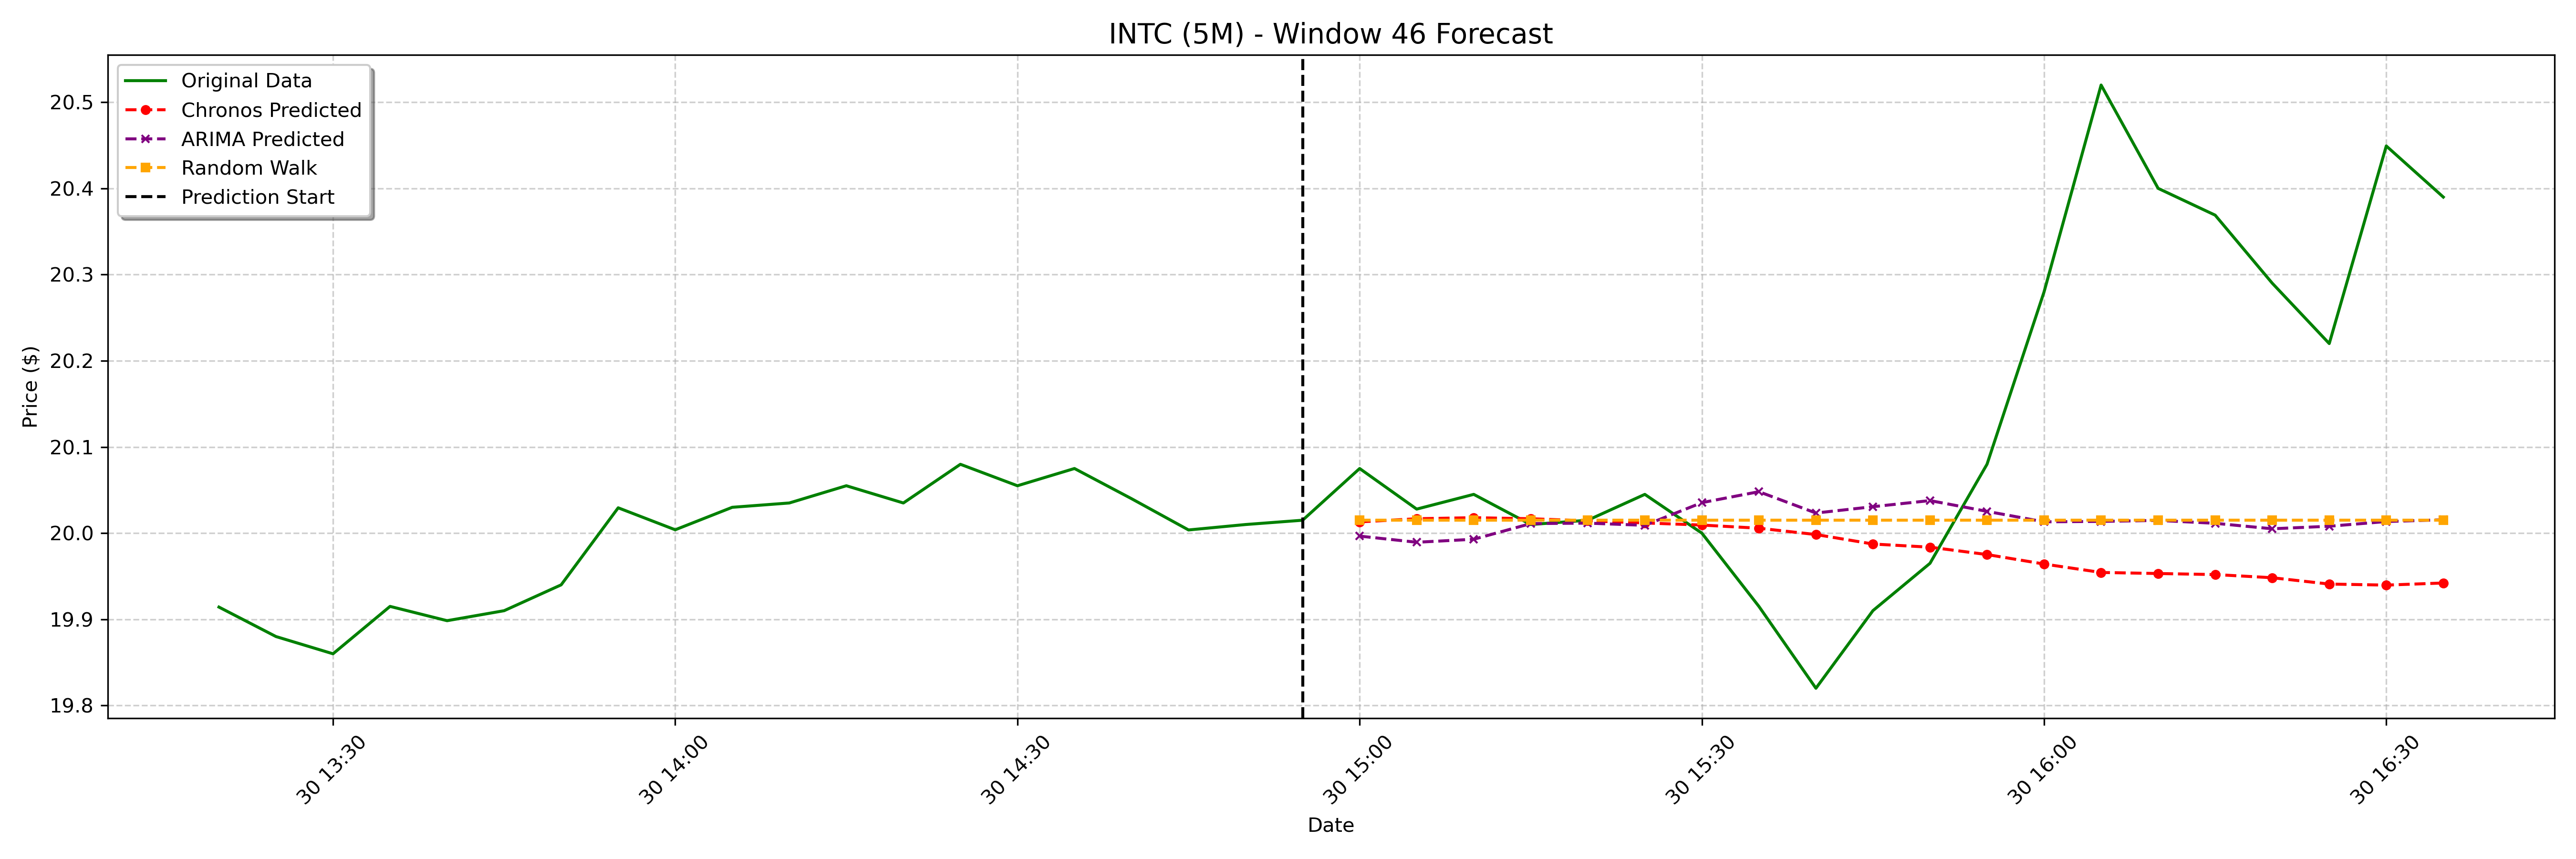 INTC (5M) - Window 46 Forecast
Original Data
Chronos Predicted
ARIMA Predicted
Random Walk
Prediction Start
Price ($)
20.5
20.4
20.3
20.2
20.1
20.0
19.9
19.8
30 13:30
30 14:00
30 14:30
30 15:00
30 15:30
30 16:00
30 16:30
Date